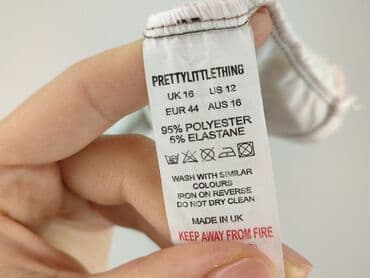 PRETTYLITTLETHING
UK 16 US 12
EUR 44 AUS 16
95% POLYESTER
5% ELASTANE
WASH WITH SIMILAR
COLOURS
IRON ON REVERSE
DO NOT DRY CLEAN
MADE IN UK
KEEP AWAY FROM FIRE